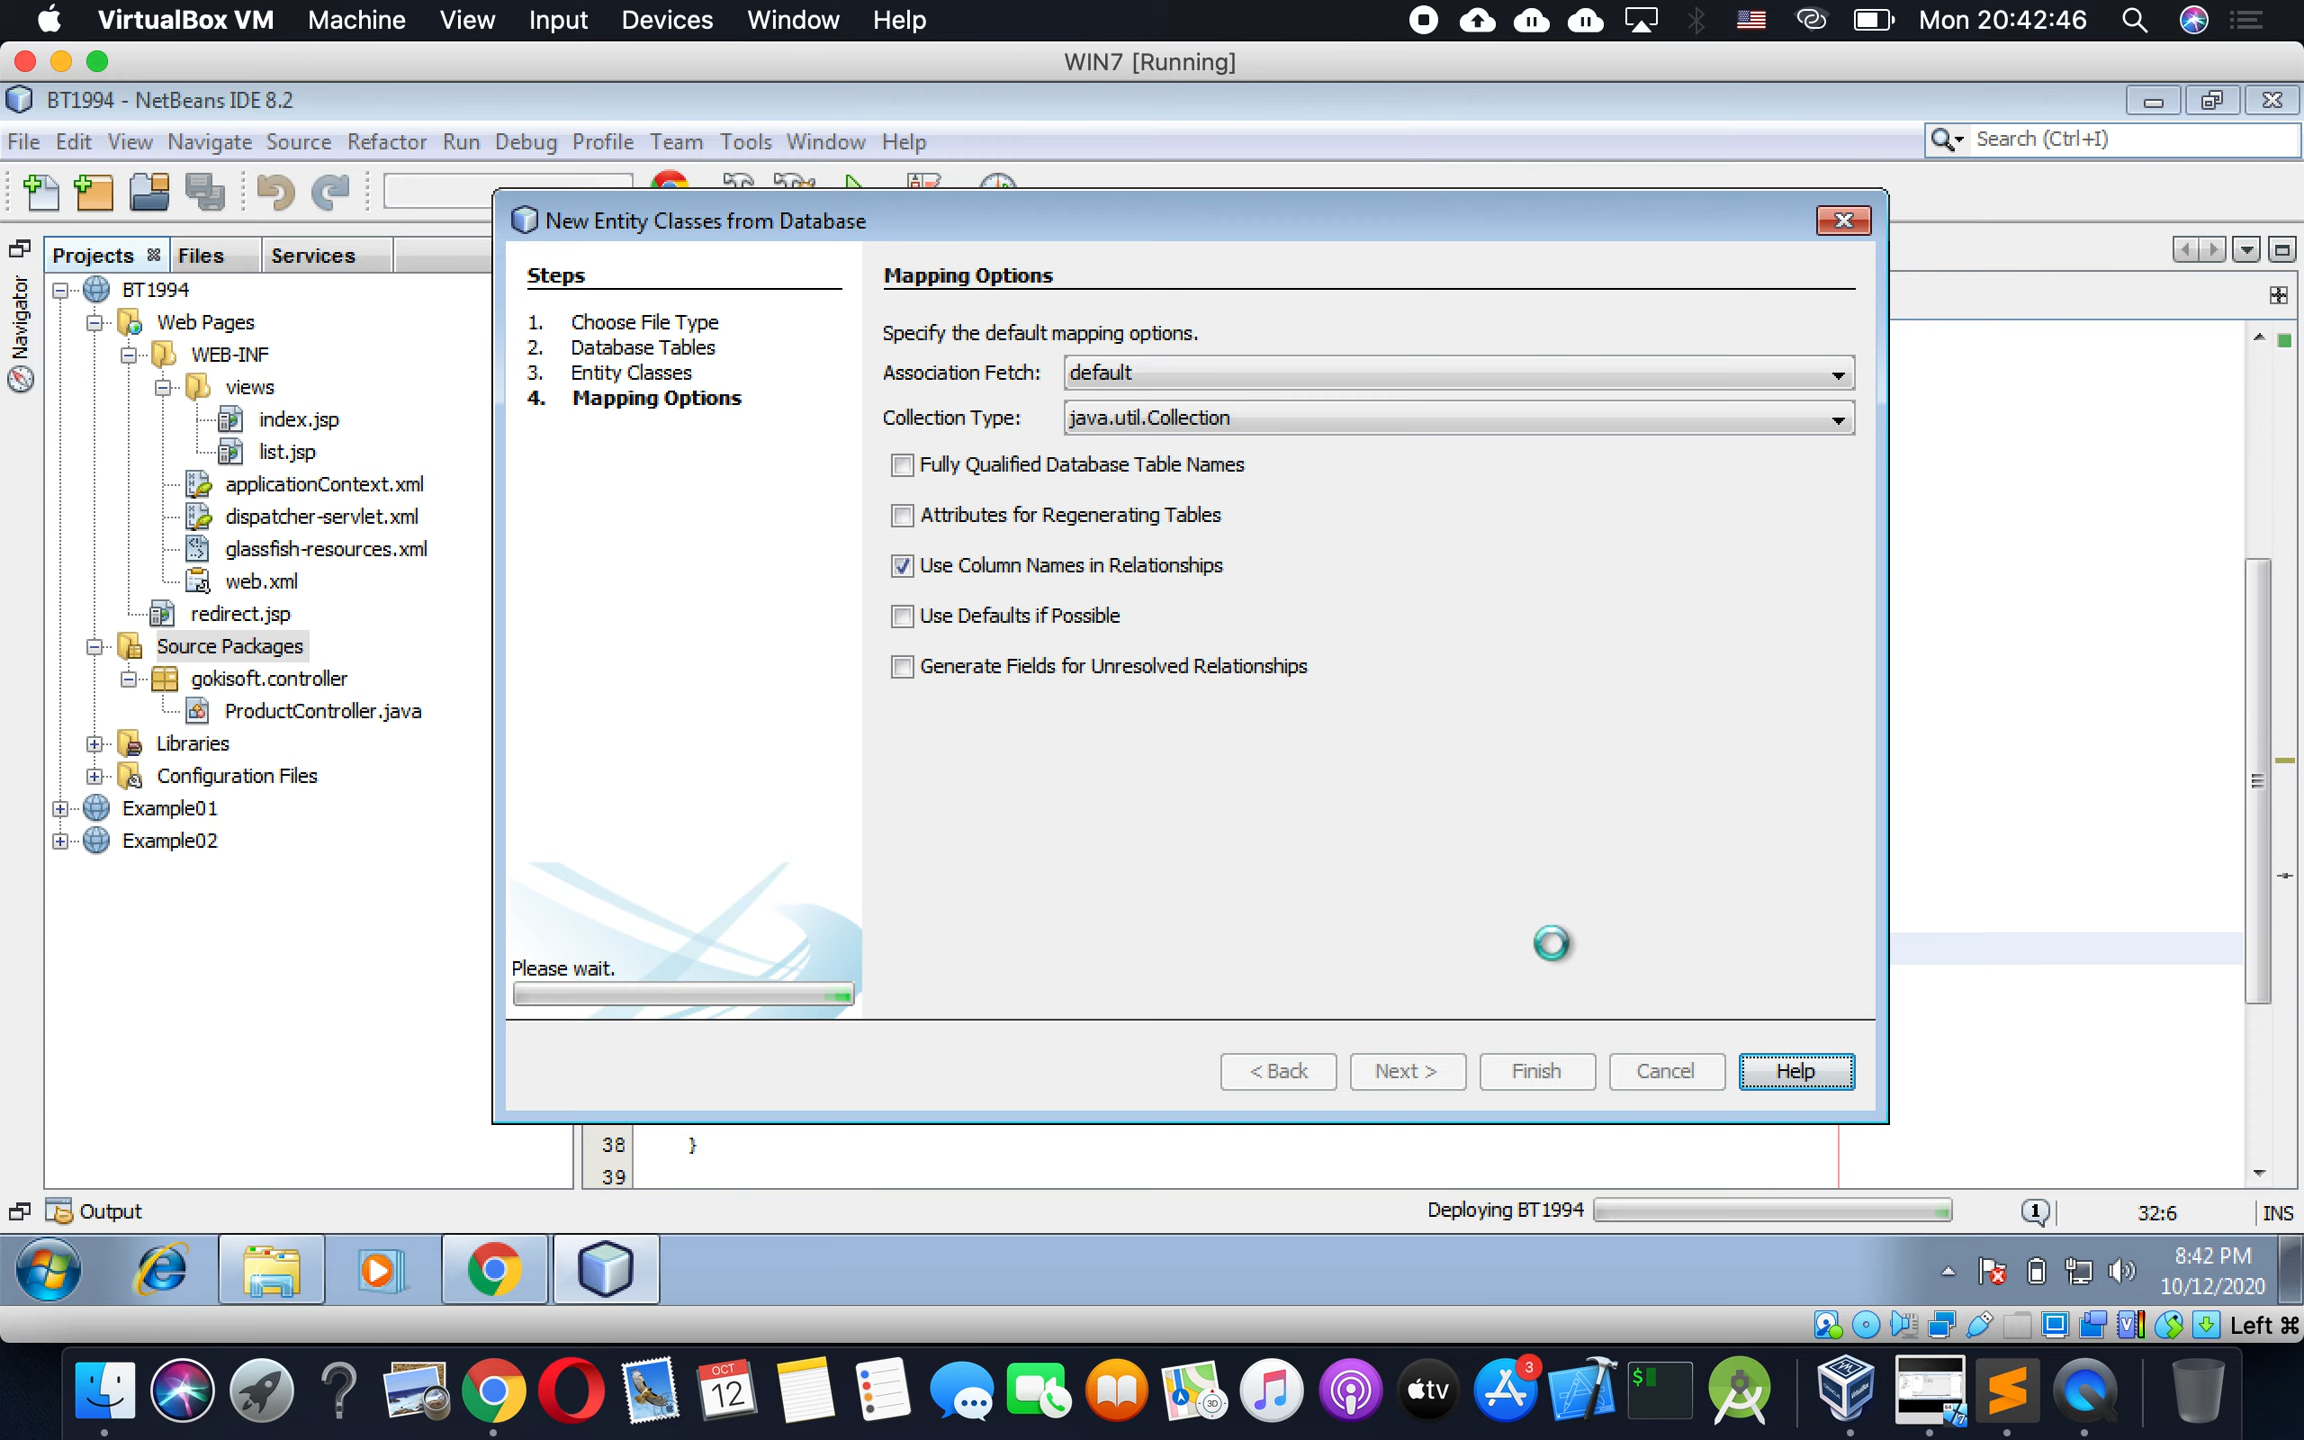 VirtualBox VM Machine View Input Devices Window Help Mon 20:42:46
WIN7 [Running]
BT1994 - NetBeans IDE 8.2
File Edit View Navigate Source Refactor Run Debug Profile Team Tools Window Help Search (Ctrl+I)
New Entity Classes from Database
Projects Files Services
Navigator
BT1994
Web Pages
WEB-INF
views
index.jsp
list.jsp
applicationContext.xml
dispatcher-servlet.xml
glassfish-resources.xml
web.xml
redirect.jsp
Source Packages
gokisoft.controller
ProductController.java
Libraries
Configuration Files
Example01
Example02
Steps
1. Choose File Type
2. Database Tables
3. Entity Classes
4. Mapping Options
Please wait.
Mapping Options
Specify the default mapping options.
Association Fetch: default
Collection Type: java.util.Collection
Fully Qualified Database Table Names
Attributes for Regenerating Tables
Use Column Names in Relationships
Use Defaults if Possible
Generate Fields for Unresolved Relationships
< Back Next > Finish Cancel Help
38 }
39
Output Deploying BT1994 1 32:6 INS
8:42 PM
10/12/2020
Left ⌘
OCT
12
3D
tv
3
$